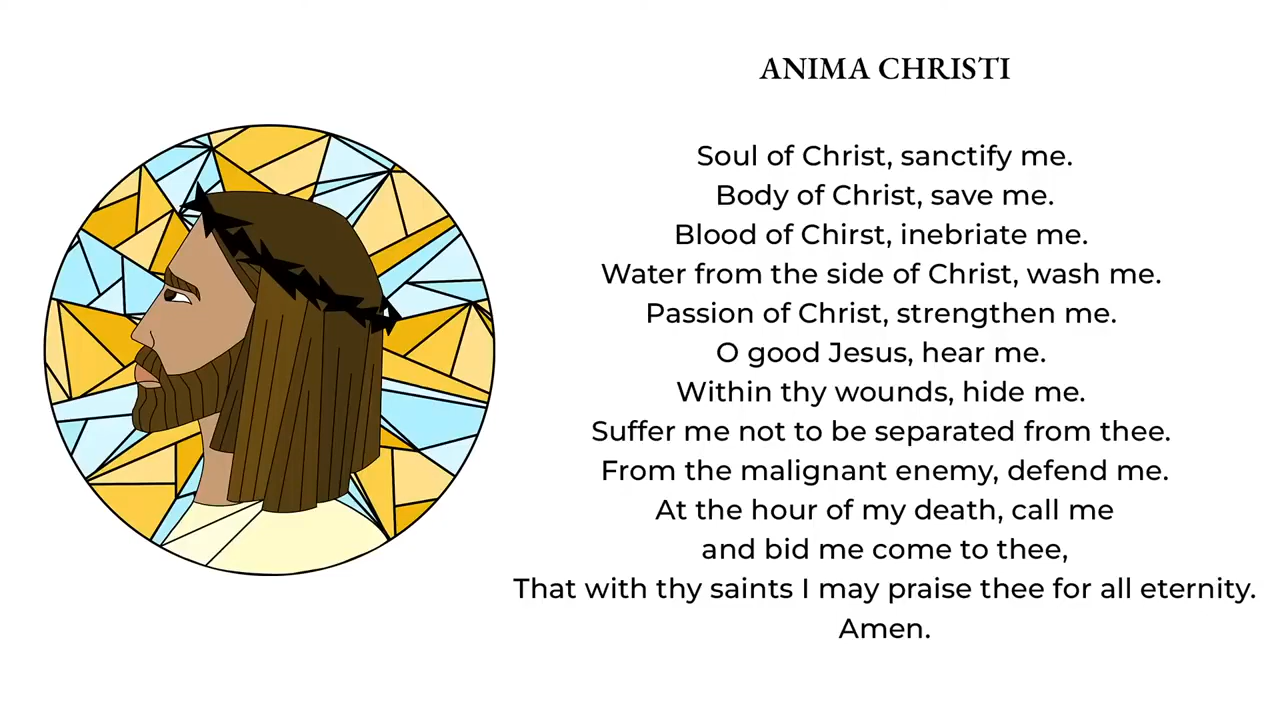 ANIMA CHRISTI
Soul of Christ, sanctify me.
Body of Christ, save me.
Blood of Chirst, inebriate me.
Water from the side of Christ, wash me.
Passion of Christ, strengthen me.
O good Jesus, hear me.
Within thy wounds, hide me.
Suffer me not to be separated from thee.
From the malignant enemy, defend me.
At the hour of my death, call me
and bid me come to thee,
That with thy saints I may praise thee for all eternity.
Amen.